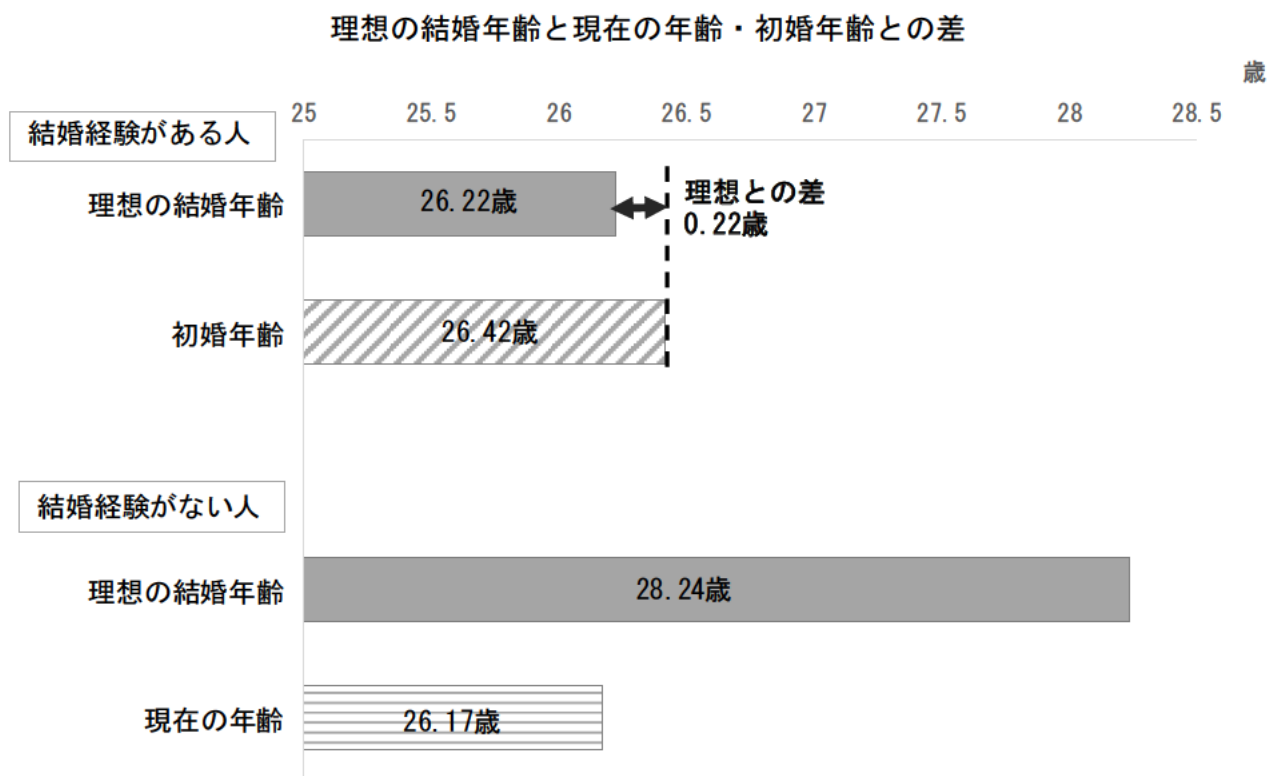 理想の結婚年齢と現在の年齢・初婚年齢との差
歳
25 25.5 26 26.5 27 27.5 28 28.5
結婚経験がある人
理想の結婚年齢
26.22歳
理想との差
0.22歳
初婚年齢
26.42歳
結婚経験がない人
理想の結婚年齢
28.24歳
現在の年齢
26.17歳